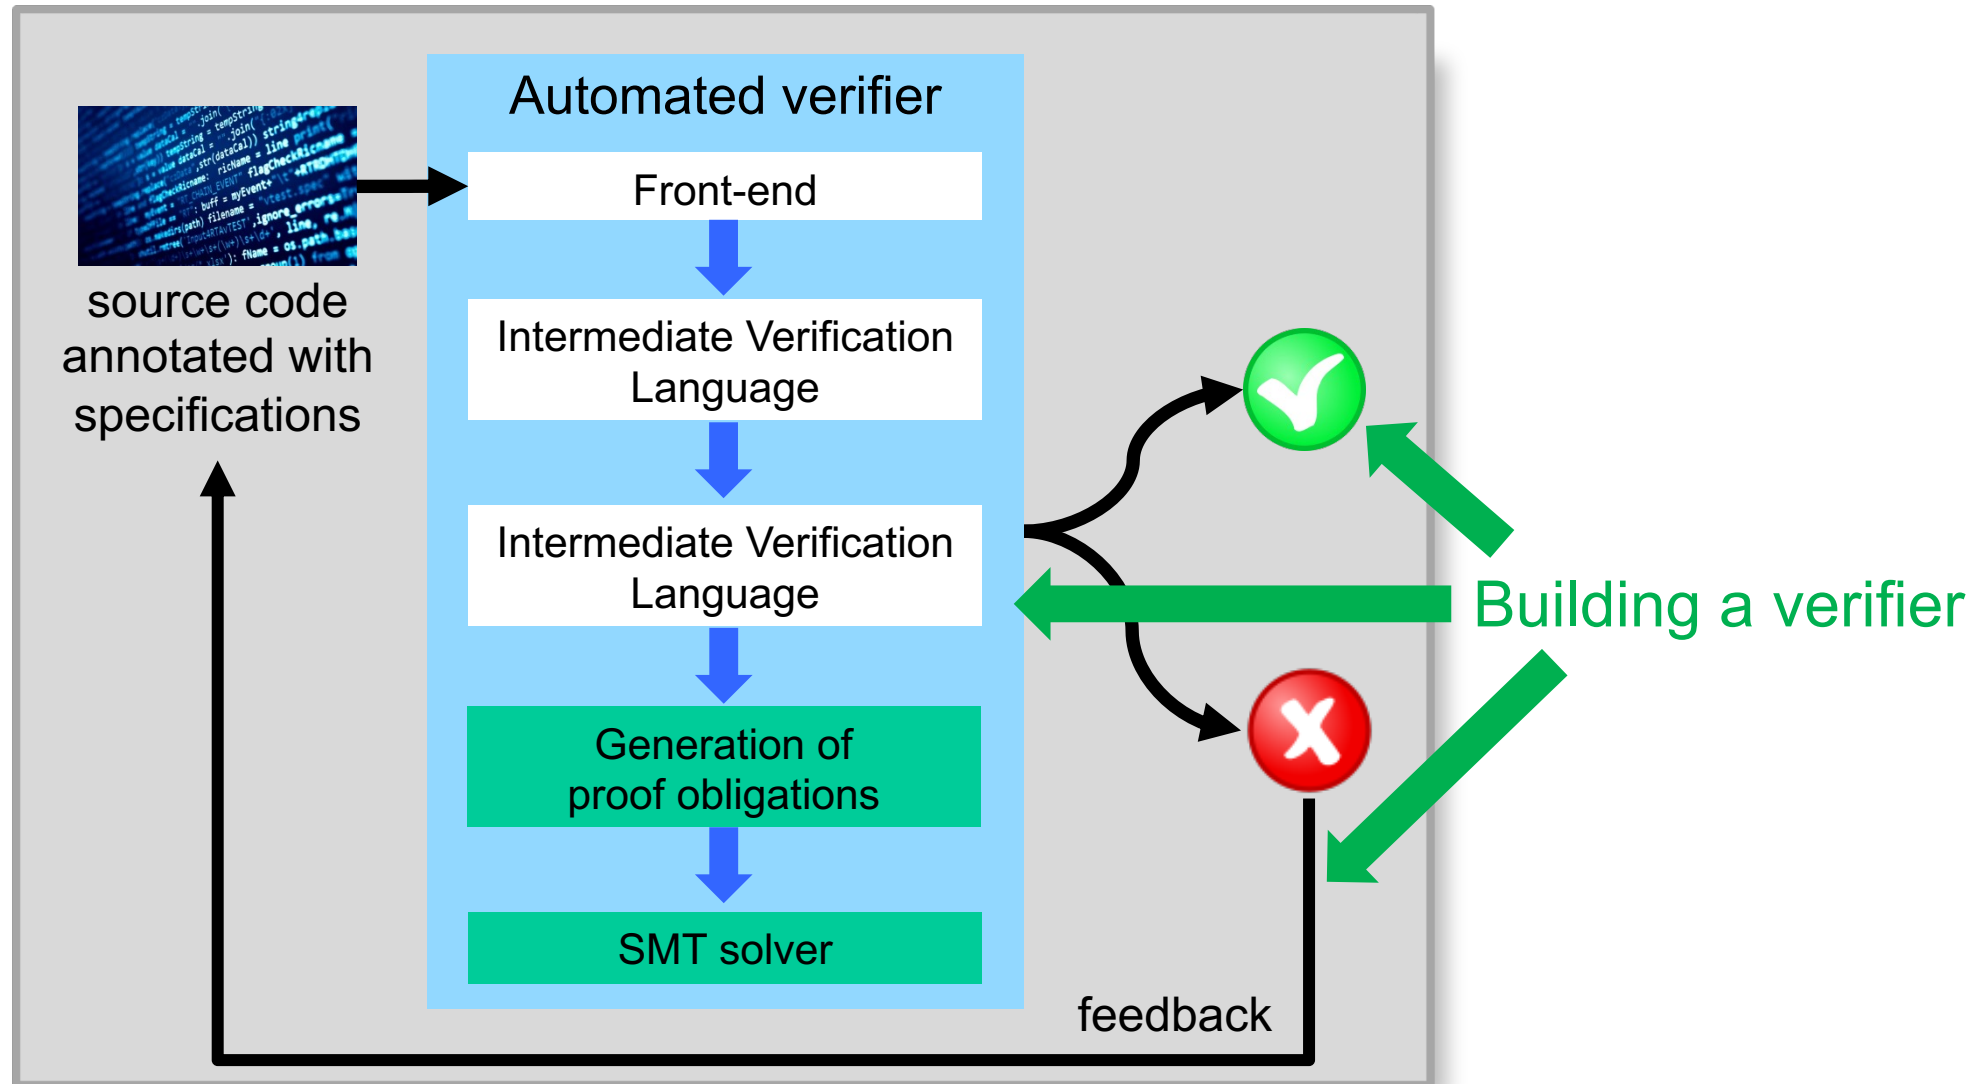 Automated verifier
Front-end
source code
annotated with
specifications
Intermediate Verification
Language
Intermediate Verification
Language
Building a verifier
Generation of
proof obligations
SMT solver
feedback